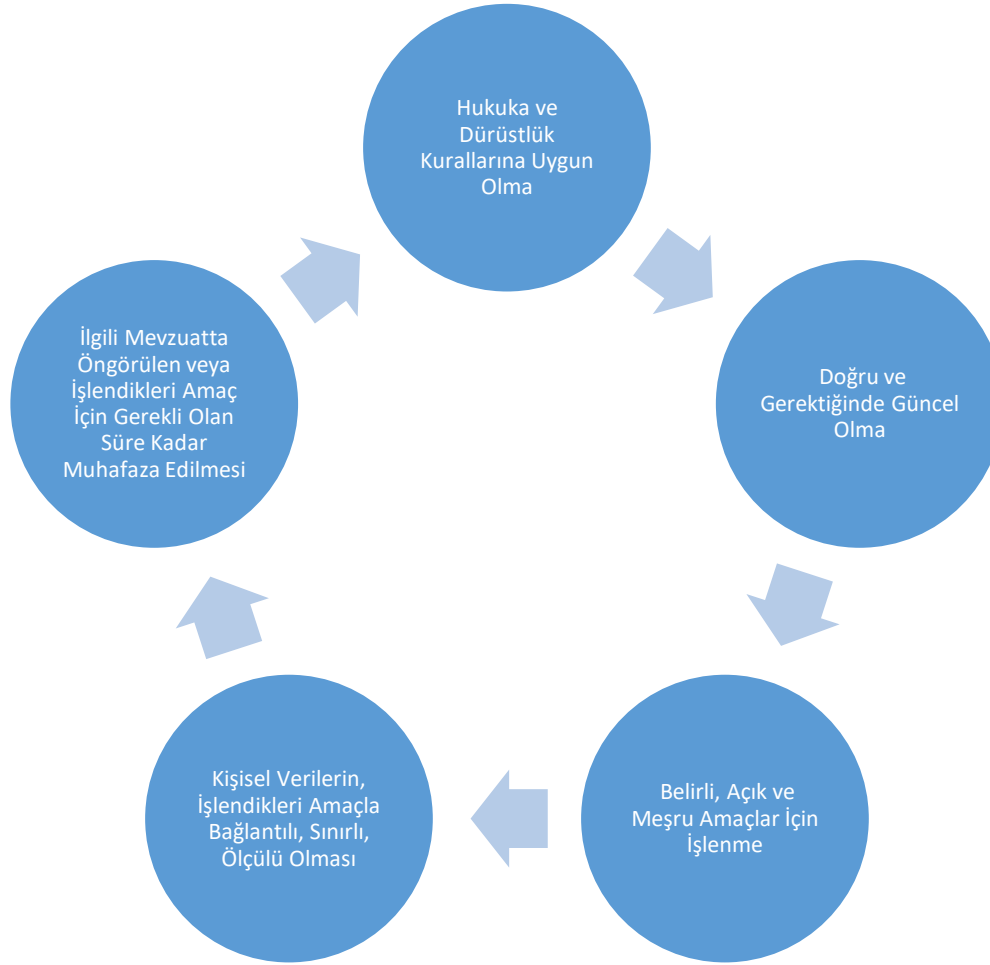 Hukuka ve
Dürüstlük
Kurallarına Uygun
Olma
Doğru ve
Gerektiğinde Güncel
Olma
Belirli, Açık ve
Meşru Amaçlar İçin
İşlenme
Kişisel Verilerin,
İşlendikleri Amaçla
Bağlantılı, Sınırlı,
Ölçülü Olması
İlgili Mevzuatta
Öngörülen veya
İşlendikleri Amaç
İçin Gerekli Olan
Süre Kadar
Muhafaza Edilmesi